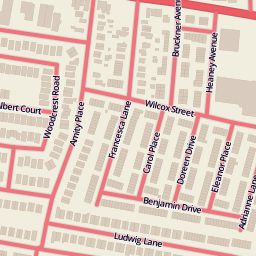 Bruckner Avenue
Heaney Avenue
Woodcrest Road
lbert Court
Amity Place
Francesca Lane
Wilcox Street
Carol Place
Doreen Drive
Eleanor Place
Adrianne Lane
Benjamin Drive
Ludwig Lane